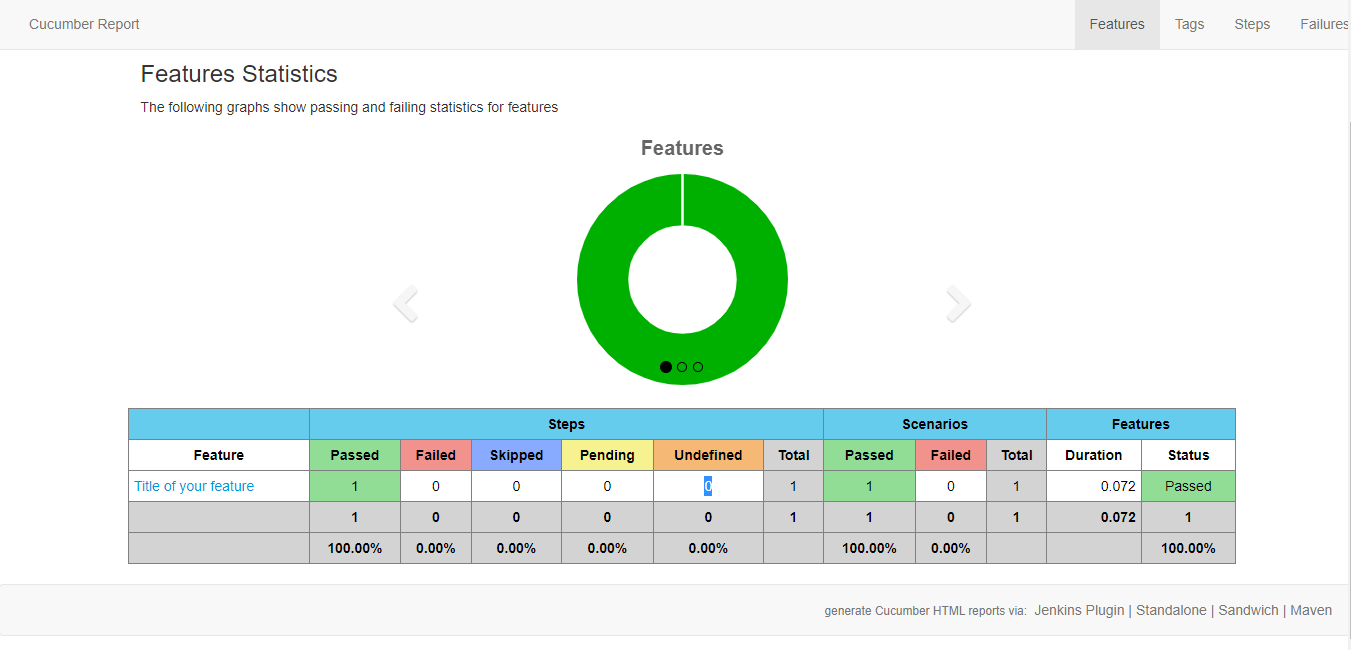 Cucumber Report Features Tags Steps Failures
Features Statistics
The following graphs show passing and failing statistics for features
Features
Steps Scenarios Features
Feature Passed Failed Skipped Pending Undefined Total Passed Failed Total Duration Status
Title of your feature 1 0 0 0 0 1 1 0 1 0.072 Passed
1 0 0 0 0 1 1 0 1 0.072 1
100.00% 0.00% 0.00% 0.00% 0.00% 100.00% 0.00% 100.00%
generate Cucumber HTML reports via: Jenkins Plugin | Standalone | Sandwich | Maven